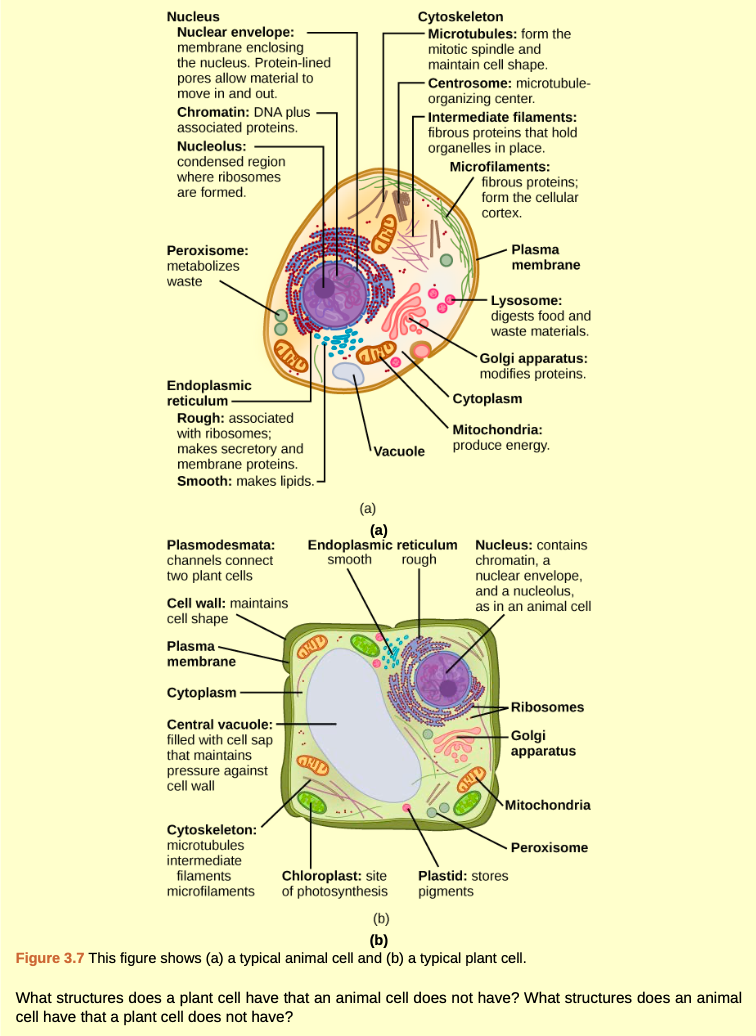 Nucleus
Nuclear envelope:
membrane enclosing
the nucleus. Protein-lined
pores allow material to
move in and out.
Chromatin: DNA plus
associated proteins.
Nucleolus:
condensed region
where ribosomes
are formed.
Peroxisome:
metabolizes
waste
Endoplasmic
reticulum
Rough: associated
with ribosomes;
makes secretory and
membrane proteins.
Smooth: makes lipids.
Cytoskeleton
Microtubules: form the
mitotic spindle and
maintain cell shape.
Centrosome: microtubule-
organizing center.
Intermediate filaments:
fibrous proteins that hold
organelles in place.
Microfilaments:
fibrous proteins;
form the cellular
cortex.
Plasma
membrane
Lysosome:
digests food and
waste materials.
Golgi apparatus:
modifies proteins.
Cytoplasm
Mitochondria:
produce energy.
Vacuole
(a)
(a)
Plasmodesmata:
channels connect
two plant cells
Cell wall: maintains
cell shape
Plasma
membrane
Cytoplasm
Central vacuole:
filled with cell sap
that maintains
pressure against
cell wall
Cytoskeleton:
microtubules
intermediate
filaments
microfilaments
Endoplasmic reticulum
smooth rough
Nucleus: contains
chromatin, a
nuclear envelope,
and a nucleolus,
as in an animal cell
Ribosomes
Golgi
apparatus
Mitochondria
Peroxisome
Chloroplast: site
of photosynthesis
Plastid: stores
pigments
(b)
(b)
Figure 3.7 This figure shows (a) a typical animal cell and (b) a typical plant cell.
What structures does a plant cell have that an animal cell does not have? What structures does an animal
cell have that a plant cell does not have?